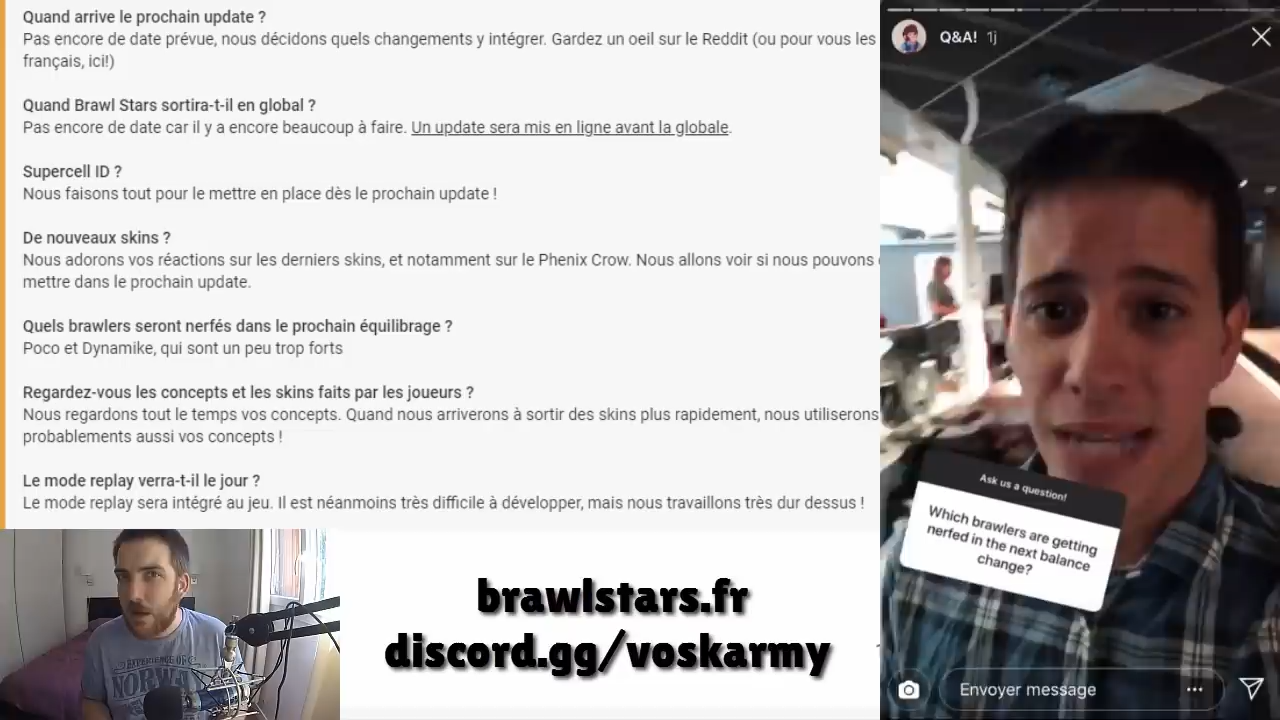 Quand arrive le prochain update ?
Pas encore de date prévue, nous décidons quels changements y intégrer. Gardez un oeil sur le Reddit (ou pour vous les
français, ici!)
Quand Brawl Stars sortira-t-il en global ?
Pas encore de date car il y a encore beaucoup à faire. Un update sera mis en ligne avant la globale.
Supercell ID ?
Nous faisons tout pour le mettre en place dès le prochain update !
De nouveaux skins ?
Nous adorons vos réactions sur les derniers skins, et notamment sur le Phenix Crow. Nous allons voir si nous pouvons
mettre dans le prochain update.
Quels brawlers seront nerfés dans le prochain équilibrage ?
Poco et Dynamike, qui sont un peu trop forts
Regardez-vous les concepts et les skins faits par les joueurs ?
Nous regardons tout le temps vos concepts. Quand nous arriverons à sortir des skins plus rapidement, nous utiliserons
probablements aussi vos concepts !
Le mode replay verra-t-il le jour ?
Le mode replay sera intégré au jeu. Il est néanmoins très difficile à développer, mais nous travaillons très dur dessus !
EXPERIENCE OF
NORW
brawlstars.fr
discord.gg/voskarmy
Q&A! 1j
Ask us a question!
Which brawlers are getting
nerfed in the next balance
change?
Envoyer message